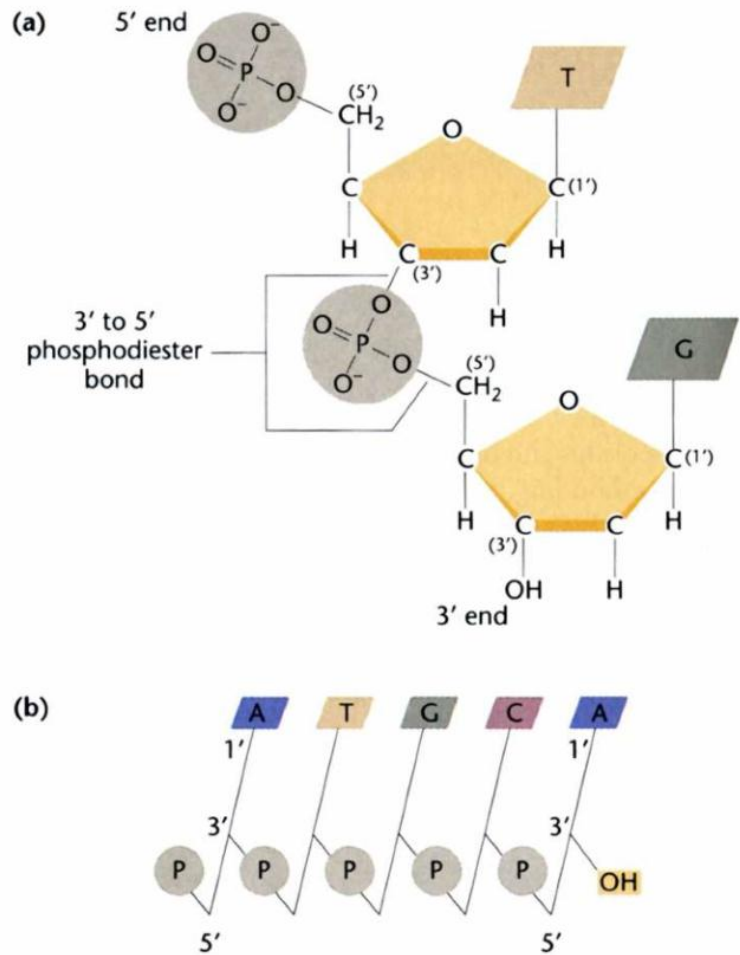 (a)
5′ end
O
O⁻
P
O⁻
O
(5′)
CH₂
T
O
C
C(1′)
H
C
(3′)
C
H
H
O
O
P
O⁻
O
3′ to 5′
phosphodiester
bond
(5′)
CH₂
G
O
C
C(1′)
H
C
(3′)
C
H
OH
H
3′ end
(b)
A T G C A
1′ 1′
3′ 3′
P P P P P OH
5′ 5′